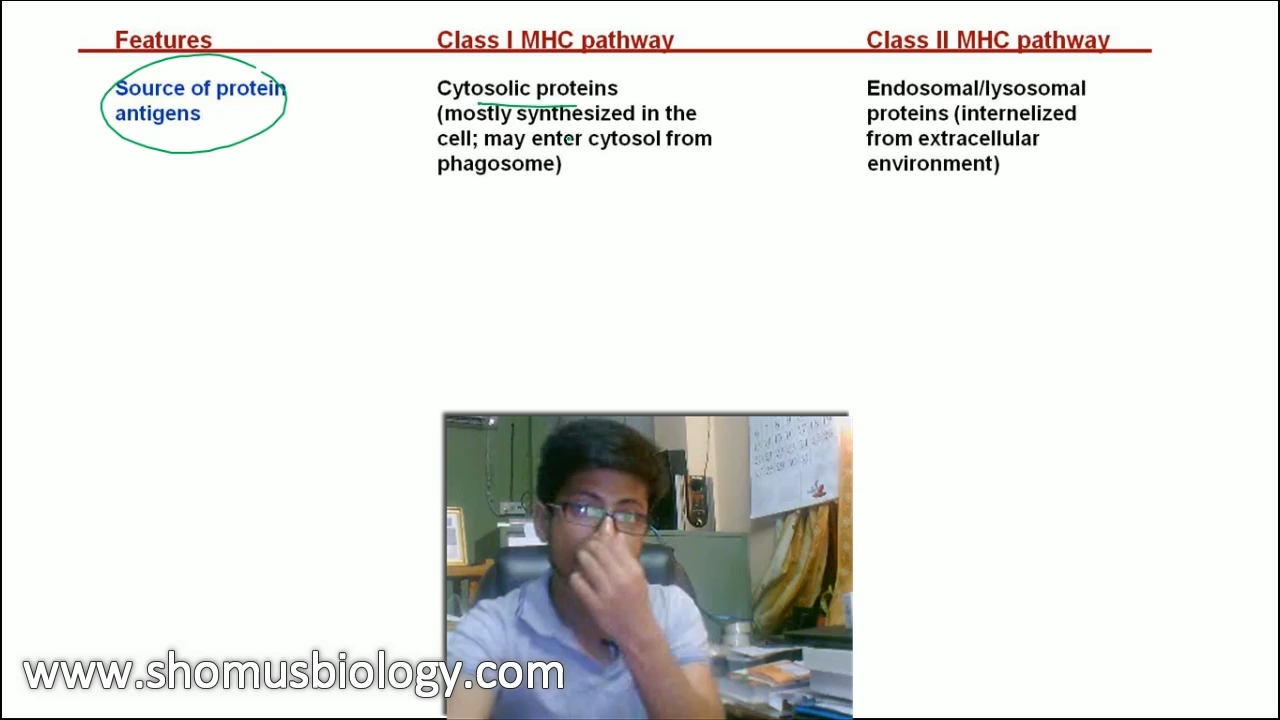 Features Class I MHC pathway Class II MHC pathway
Source of protein antigens
Cytosolic proteins
(mostly synthesized in the
cell; may enter cytosol from
phagosome)
Endosomal/lysosomal
proteins (internelized
from extracellular
environment)
www.shomusbiology.com